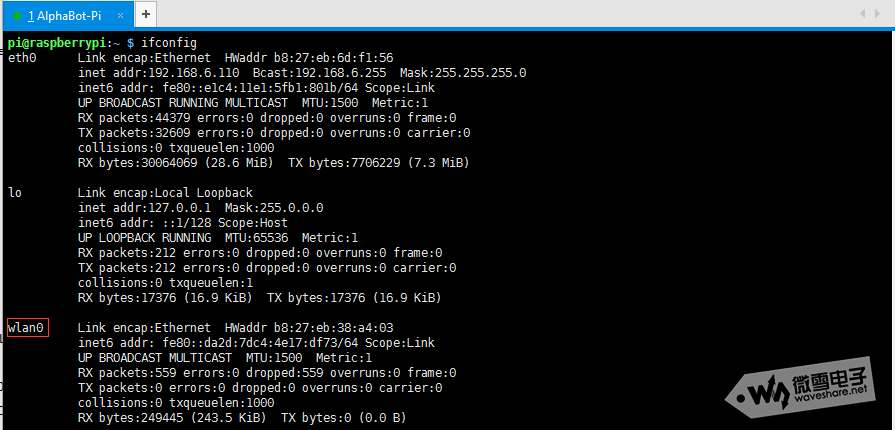 1 AlphaBot-Pi × +
pi@raspberrypi:~ $ ifconfig
eth0 Link encap:Ethernet HWaddr b8:27:eb:6d:f1:56
inet addr:192.168.6.110 Bcast:192.168.6.255 Mask:255.255.255.0
inet6 addr: fe80::e1c4:11e1:5fb1:801b/64 Scope:Link
UP BROADCAST RUNNING MULTICAST MTU:1500 Metric:1
RX packets:44379 errors:0 dropped:0 overruns:0 frame:0
TX packets:32609 errors:0 dropped:0 overruns:0 carrier:0
collisions:0 txqueuelen:1000
RX bytes:30064069 (28.6 MiB) TX bytes:7706229 (7.3 MiB)
lo Link encap:Local Loopback
inet addr:127.0.0.1 Mask:255.0.0.0
inet6 addr: ::1/128 Scope:Host
UP LOOPBACK RUNNING MTU:65536 Metric:1
RX packets:212 errors:0 dropped:0 overruns:0 frame:0
TX packets:212 errors:0 dropped:0 overruns:0 carrier:0
collisions:0 txqueuelen:1
RX bytes:17376 (16.9 KiB) TX bytes:17376 (16.9 KiB)
wlan0 Link encap:Ethernet HWaddr b8:27:eb:38:a4:03
inet6 addr: fe80::da2d:7dc4:4e17:df73/64 Scope:Link
UP BROADCAST MULTICAST MTU:1500 Metric:1
RX packets:559 errors:0 dropped:559 overruns:0 frame:0
TX packets:0 errors:0 dropped:0 overruns:0 carrier:0
collisions:0 txqueuelen:1000
RX bytes:249445 (243.5 KiB) TX bytes:0 (0.0 B)
微雪电子
waveshare.net